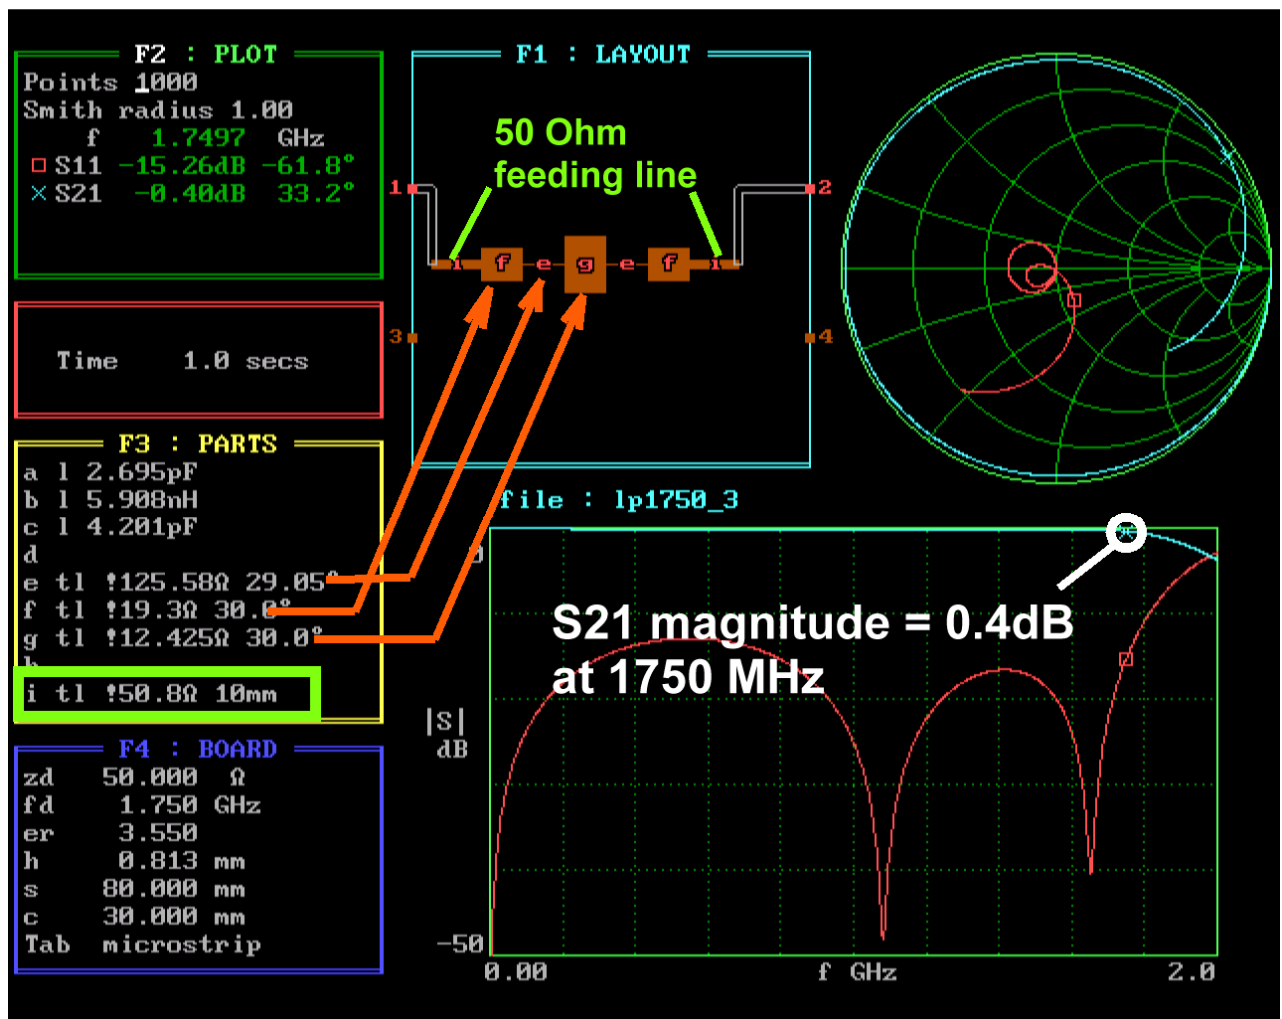 F2 : PLOT
Points 1000
Smith radius 1.00
f 1.7497 GHz
S11 -15.26dB -61.8°
S21 -0.40dB 33.2°
F1 : LAYOUT
50 Ohm
feeding line
1
2
i f e g e f i
3
4
Time 1.0 secs
F3 : PARTS
a l 2.695pF
b l 5.908nH
c l 4.201pF
d
e tl !125.58Ω 29.05°
f tl !19.3Ω 30.0°
g tl !12.425Ω 30.0°
h
i tl !50.8Ω 10mm
F4 : BOARD
zd 50.000 Ω
fd 1.750 GHz
er 3.550
h 0.813 mm
s 80.000 mm
c 30.000 mm
Tab microstrip
file : lp1750_3
0
S21 magnitude = 0.4dB
at 1750 MHz
|S|
dB
-50
0.00 f GHz 2.0